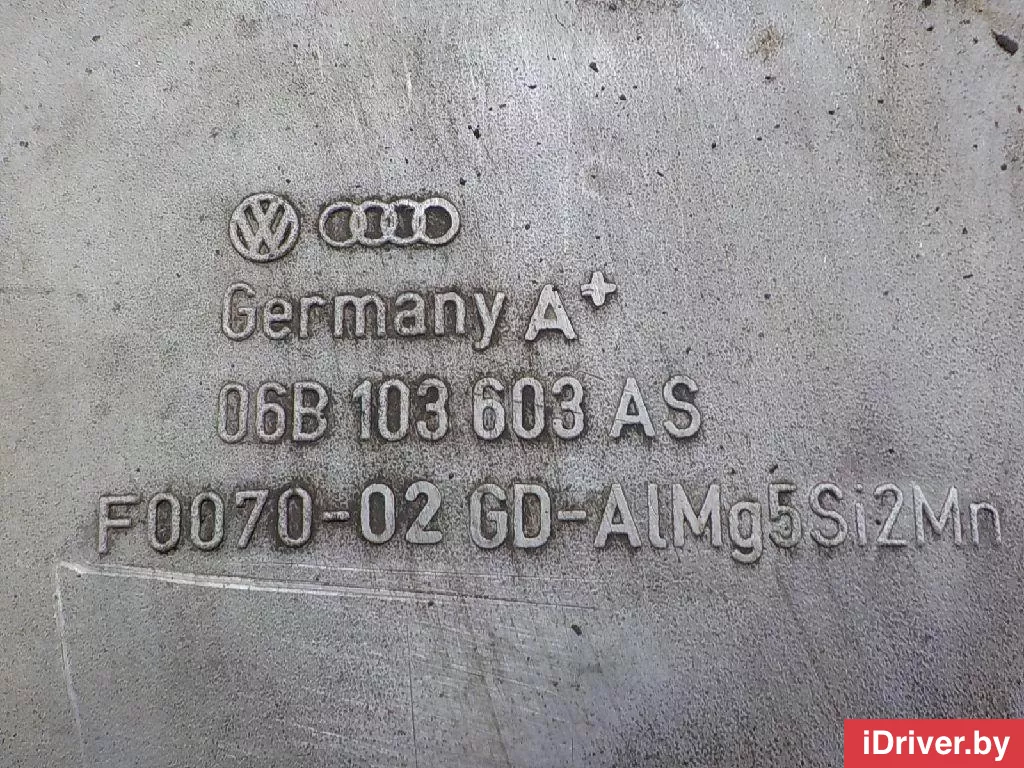 Germany A+
06B 103 603 AS
F0070-02 GD-AlMg5Si2Mn
iDriver.by